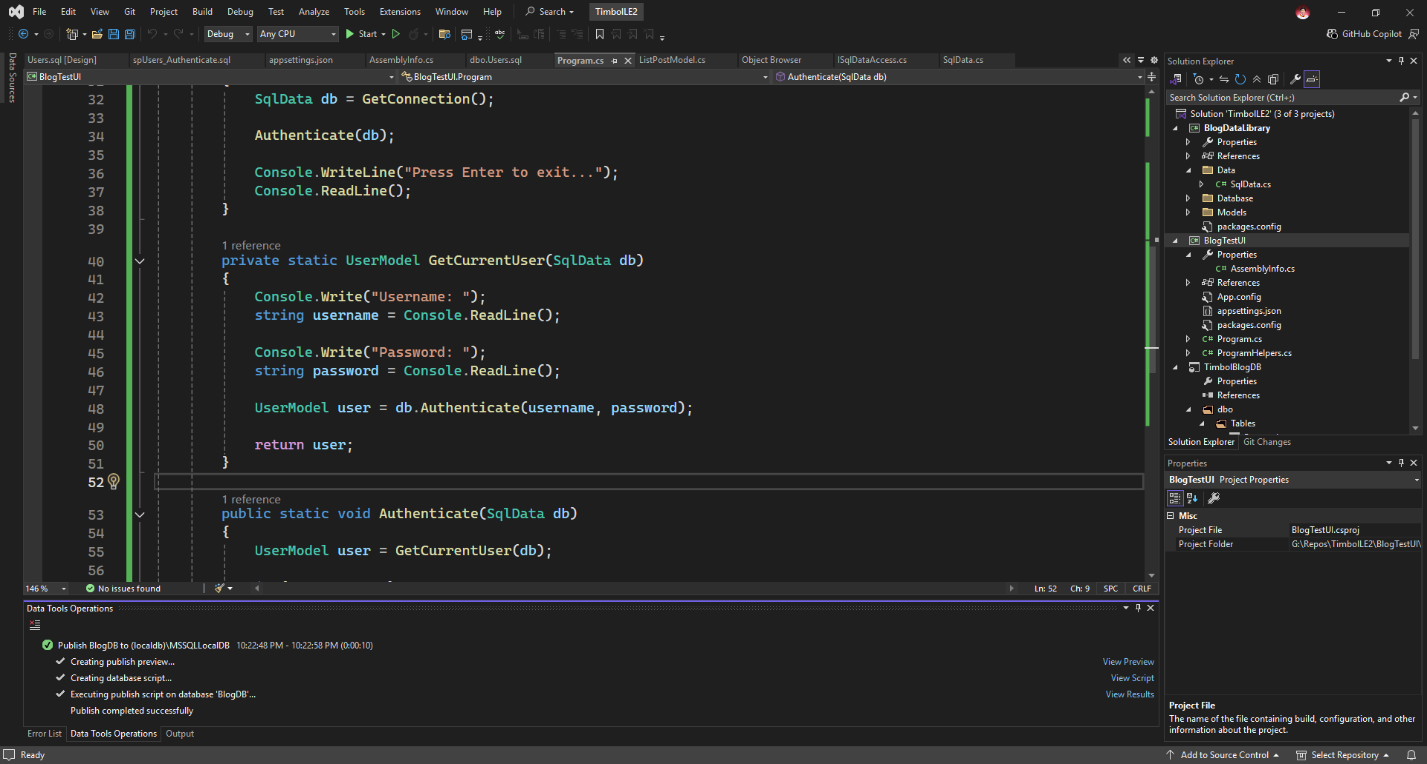 File Edit View Git Project Build Debug Test Analyze Tools Extensions Window Help Search TimbolLE2
Debug Any CPU Start GitHub Copilot
Data Sources
Users.sql [Design] spUsers_Authenticate.sql appsettings.json AssemblyInfo.cs dbo.Users.sql Program.cs ListPostModel.cs Object Browser ISqlDataAccess.cs SqlData.cs
BlogTestUI BlogTestUI.Program Authenticate(SqlData db)
32 SqlData db = GetConnection();
33
34 Authenticate(db);
35
36 Console.WriteLine("Press Enter to exit...");
37 Console.ReadLine();
38 }
39
1 reference
40 private static UserModel GetCurrentUser(SqlData db)
41 {
42 Console.Write("Username: ");
43 string username = Console.ReadLine();
44
45 Console.Write("Password: ");
46 string password = Console.ReadLine();
47
48 UserModel user = db.Authenticate(username, password);
49
50 return user;
51 }
52
1 reference
53 public static void Authenticate(SqlData db)
54 {
55 UserModel user = GetCurrentUser(db);
56
146 % No issues found Ln: 52 Ch: 9 SPC CRLF
Data Tools Operations
Publish BlogDB to (localdb)\MSSQLLocalDB 10:22:48 PM - 10:22:58 PM (0:00:10)
Creating publish preview... View Preview
Creating database script... View Script
Executing publish script on database 'BlogDB'... View Results
Publish completed successfully
Error List Data Tools Operations Output
Solution Explorer
Search Solution Explorer (Ctrl+;)
Solution 'TimbolLE2' (3 of 3 projects)
BlogDataLibrary
Properties
References
Data
C# SqlData.cs
Database
Models
packages.config
BlogTestUI
Properties
C# AssemblyInfo.cs
References
App.config
appsettings.json
packages.config
C# Program.cs
C# ProgramHelpers.cs
TimbolBlogDB
Properties
References
dbo
Tables
Solution Explorer Git Changes
Properties
BlogTestUI Project Properties
Misc
Project File BlogTestUI.csproj
Project Folder G:\Repos\TimbolLE2\BlogTestUI\
Project File
The name of the file containing build, configuration, and other
information about the project.
Ready Add to Source Control Select Repository